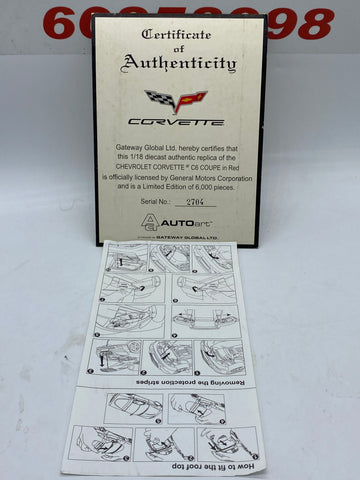 Certificate
of
Authenticity
CORVETTE
Gateway Global Ltd. hereby certifies that
this 1/18 diecast authentic replica of the
CHEVROLET CORVETTE® C6 COUPE in Red
is officially licensed by General Motors Corporation
and is a Limited Edition of 6,000 pieces.
Serial No.: 2704
AUTOart
GATEWAY GLOBAL LTD.
Removing the protection stripes
How to fit the roof top